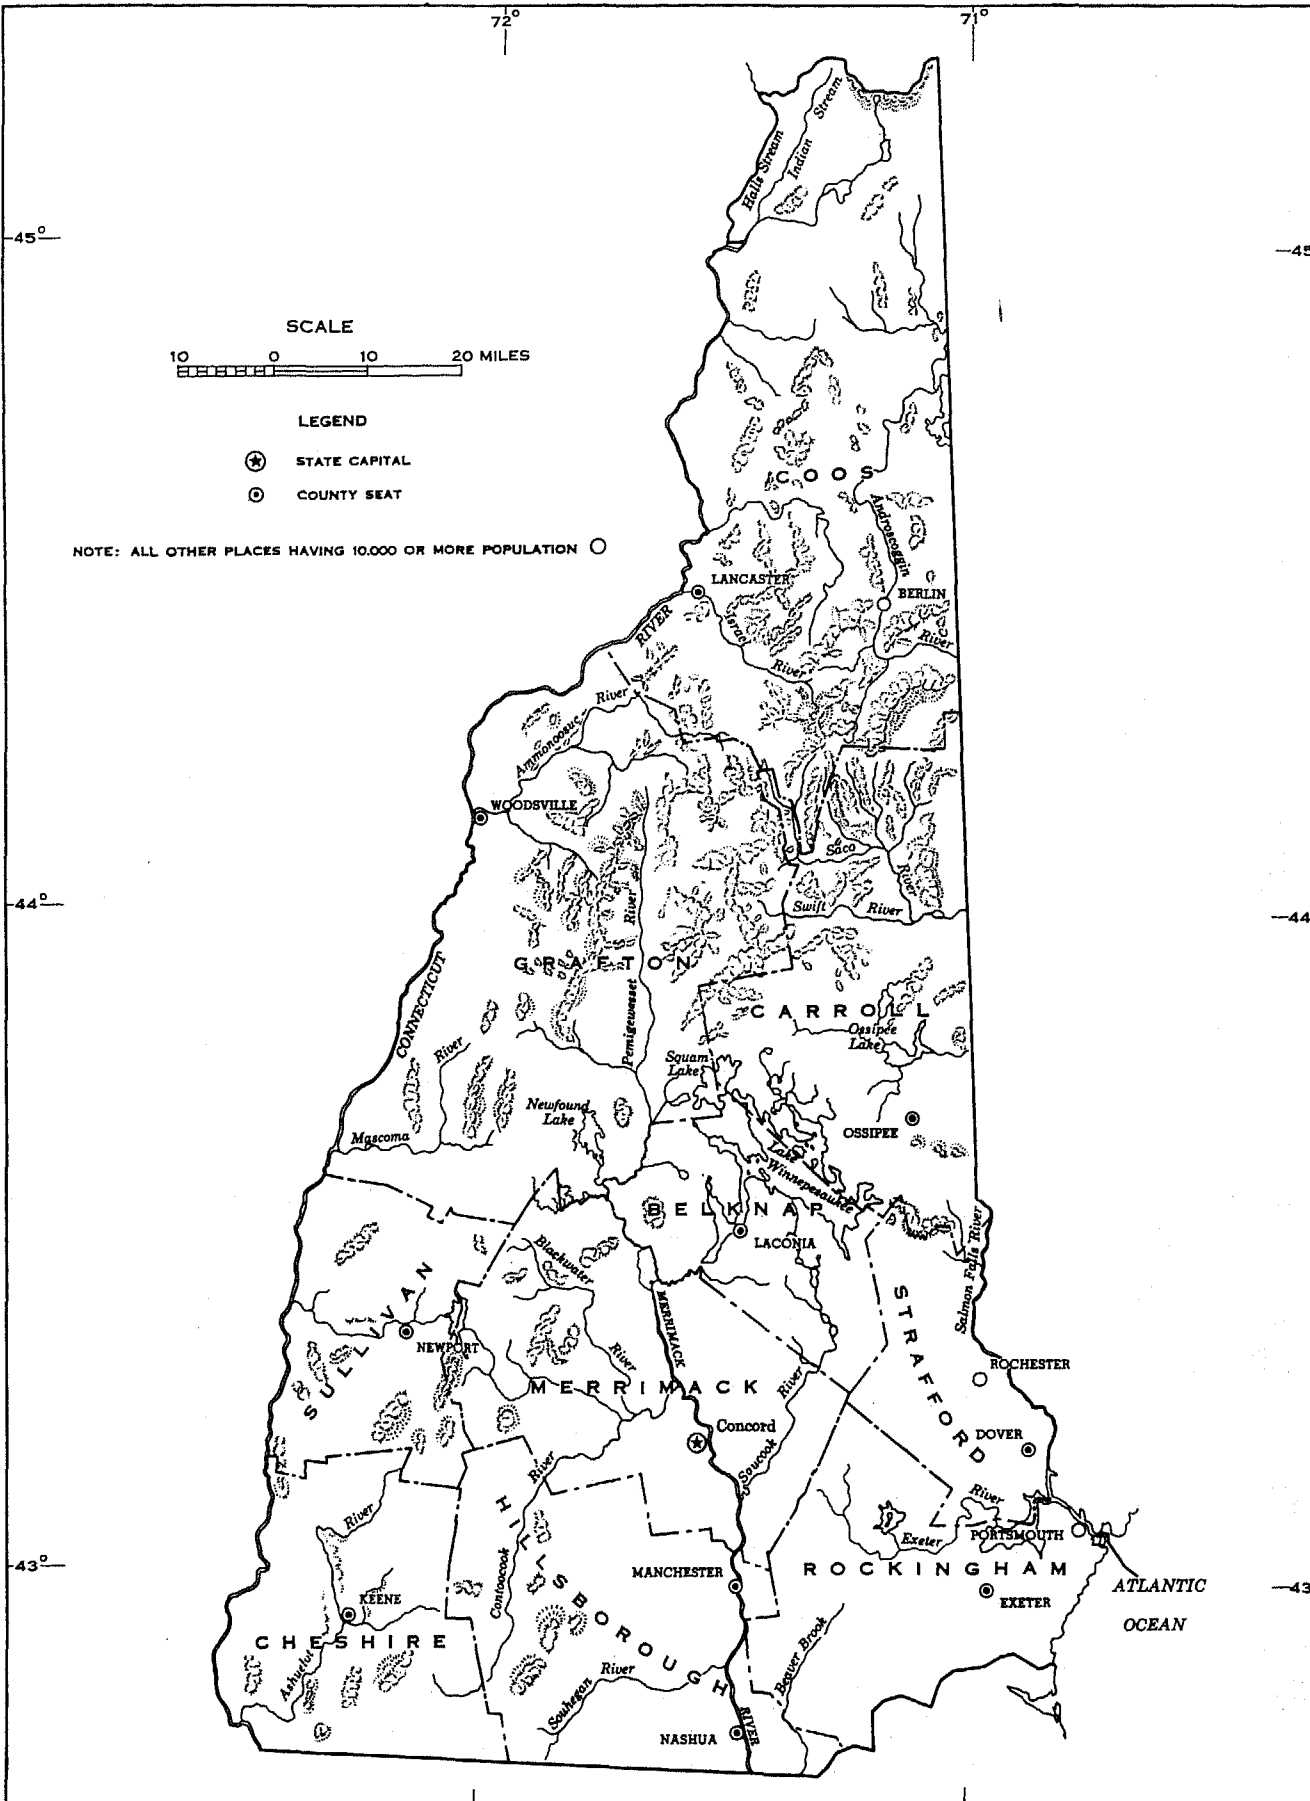 72°
71°
Halls Stream
Indian Stream
45°
45
SCALE
10 0 10 20 MILES
LEGEND
STATE CAPITAL
COUNTY SEAT
COOS
NOTE: ALL OTHER PLACES HAVING 10.000 OR MORE POPULATION
Androscoggin
LANCASTER
BERLIN
RIVER
Israel
River
River
River
Ammonoosuc
WOODSVILLE
Saco
River
44°
44
Swift River
River
GRAFTON
CONNECTICUT
Pemigewasset
CARROLL
Ossipee
Lake
River
Squam
Lake
Newfound
Lake
OSSIPEE
Mascoma
Lake
Winnepesaukee
BELKNAP
LACONIA
Salmon Falls River
Blackwater
SULLIVAN
MERRIMACK
STRAFFORD
NEWPORT
River
ROCHESTER
MERRIMACK
River
Concord
DOVER
Soucook
River
HILLSBOROUGH
River
River
Exeter
PORTSMOUTH
43°
43
Contoocook
MANCHESTER
ROCKINGHAM
ATLANTIC
OCEAN
KEENE
EXETER
CHESHIRE
Beaver Brook
Ashuelot
River
Souhegan
RIVER
NASHUA